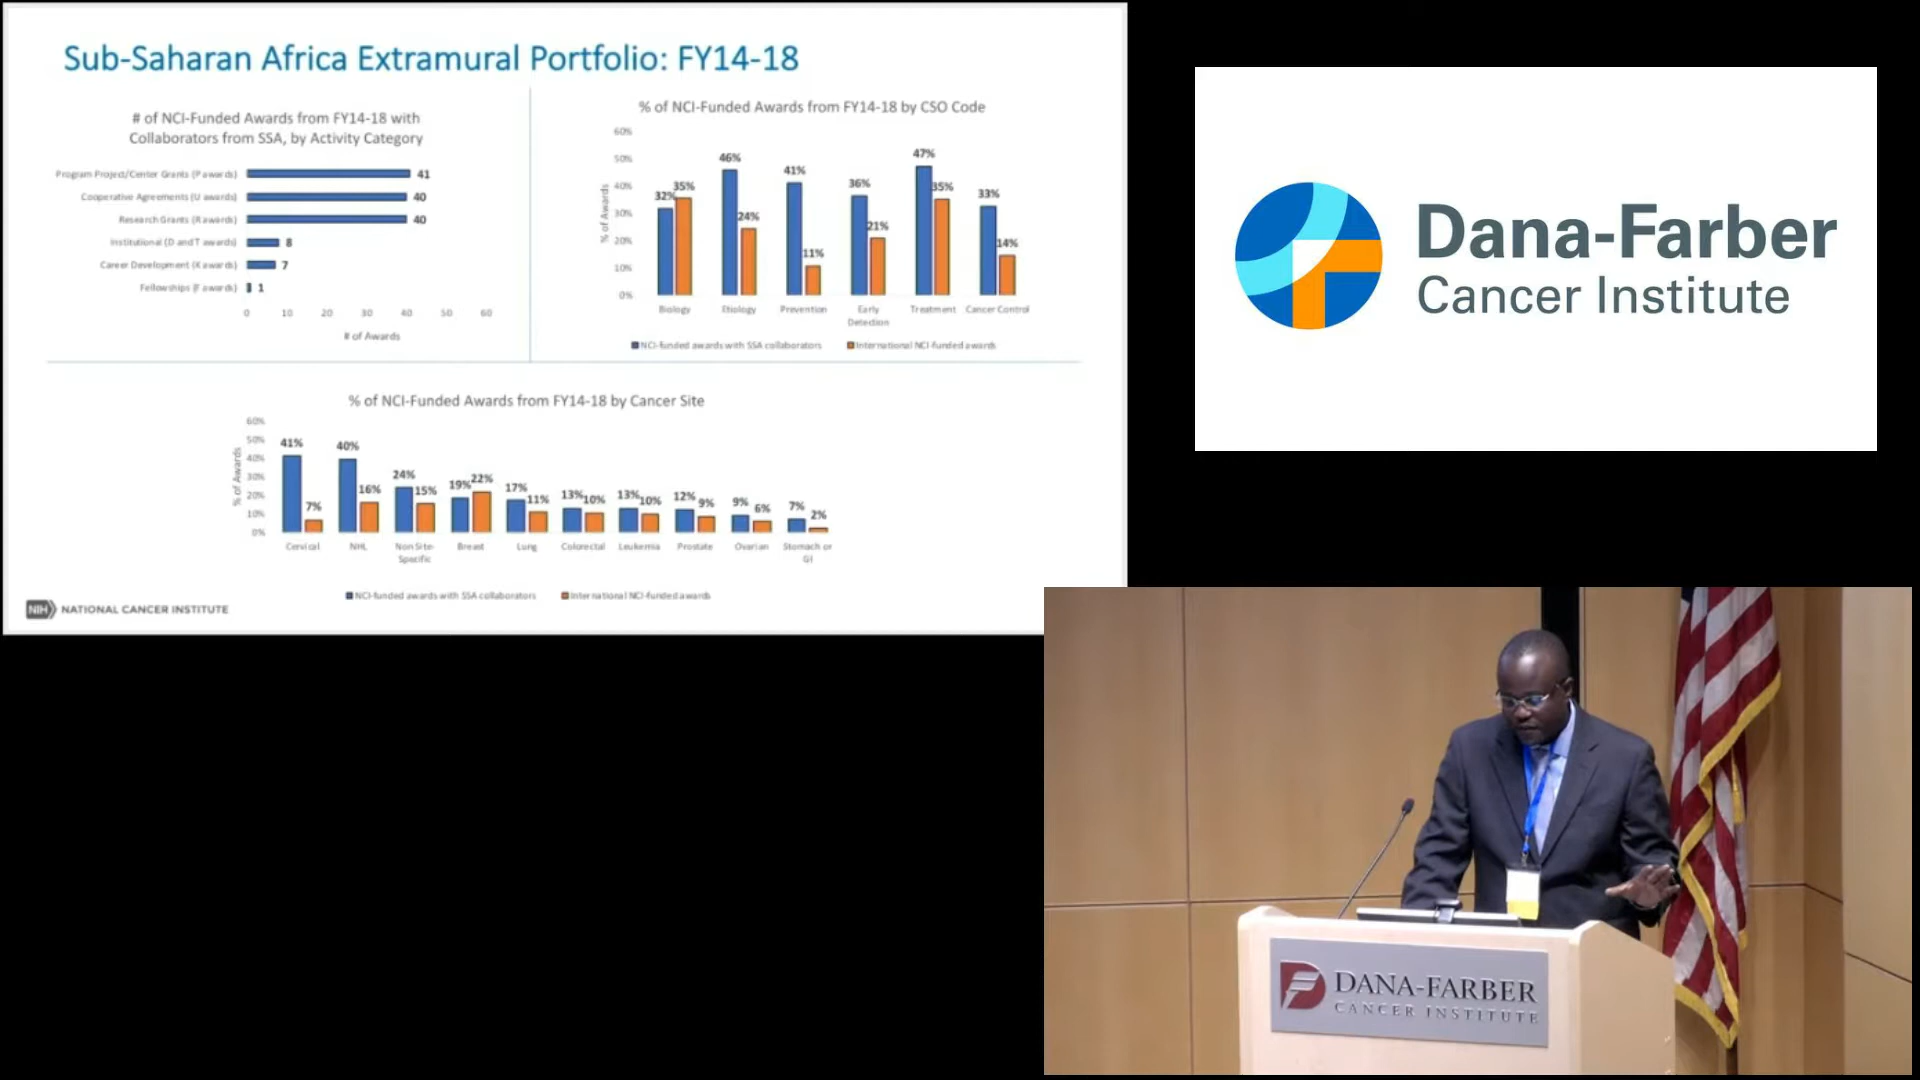 Sub-Saharan Africa Extramural Portfolio: FY14-18
# of NCI-Funded Awards from FY14-18 with
Collaborators from SSA, by Activity Category
Program Project/Center Grants (P awards) 41
Cooperative Agreements (U awards) 40
Research Grants (R awards) 40
Institutional (D and T awards) 8
Career Development (K awards) 7
Fellowships (F awards) 1
0 10 20 30 40 50 60
# of Awards
% of NCI-Funded Awards from FY14-18 by CSO Code
% of Awards
60%
50%
40%
30%
20%
10%
0%
32% 35% 46% 24% 41% 11% 36% 21% 47% 35% 33% 14%
Biology Etiology Prevention Early Treatment Cancer Control
Detection
NCI-funded awards with SSA collaborators International NCI-funded awards
% of NCI-Funded Awards from FY14-18 by Cancer Site
% of Awards
60%
50%
40%
30%
20%
10%
0%
41% 7% 40% 16% 24% 15% 19% 22% 17% 11% 13% 10% 13% 10% 12% 9% 9% 6% 7% 2%
Cervical NHL Non Site- Breast Lung Colorectal Leukemia Prostate Ovarian Stomach or
Specific GI
NCI-funded awards with SSA collaborators International NCI-funded awards
NIH NATIONAL CANCER INSTITUTE
Dana-Farber
Cancer Institute
DANA-FARBER
CANCER INSTITUTE